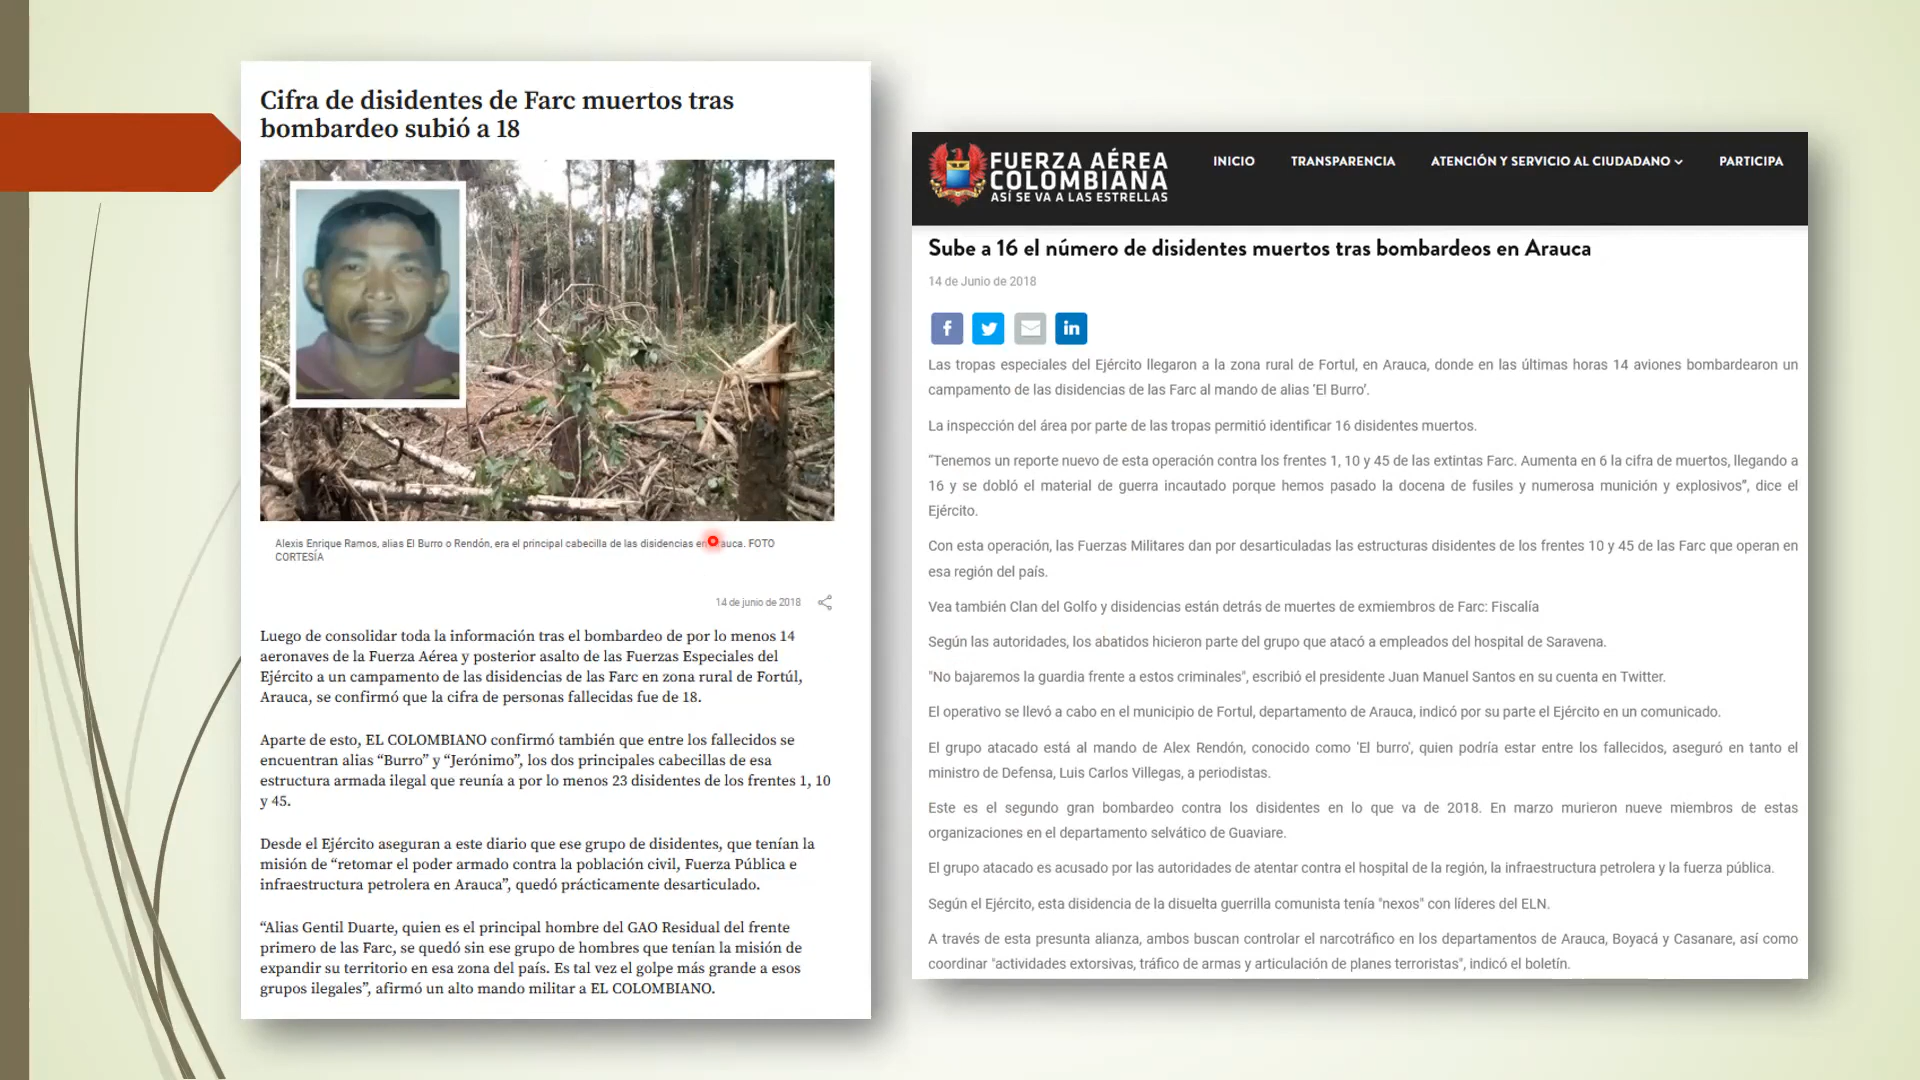 Cifra de disidentes de Farc muertos tras
bombardeo subió a 18
Alexis Enrique Ramos, alias El Burro o Rendón, era el principal cabecilla de las disidencias en Arauca. FOTO
CORTESÍA
14 de junio de 2018
Luego de consolidar toda la información tras el bombardeo de por lo menos 14
aeronaves de la Fuerza Aérea y posterior asalto de las Fuerzas Especiales del
Ejército a un campamento de las disidencias de las Farc en zona rural de Fortúl,
Arauca, se confirmó que la cifra de personas fallecidas fue de 18.
Aparte de esto, EL COLOMBIANO confirmó también que entre los fallecidos se
encuentran alias “Burro” y “Jerónimo”, los dos principales cabecillas de esa
estructura armada ilegal que reunía a por lo menos 23 disidentes de los frentes 1, 10
y 45.
Desde el Ejército aseguran a este diario que ese grupo de disidentes, que tenían la
misión de “retomar el poder armado contra la población civil, Fuerza Pública e
infraestructura petrolera en Arauca”, quedó prácticamente desarticulado.
“Alias Gentil Duarte, quien es el principal hombre del GAO Residual del frente
primero de las Farc, se quedó sin ese grupo de hombres que tenían la misión de
expandir su territorio en esa zona del país. Es tal vez el golpe más grande a esos
grupos ilegales”, afirmó un alto mando militar a EL COLOMBIANO.
FUERZA AÉREA
COLOMBIANA
ASÍ SE VA A LAS ESTRELLAS
INICIO TRANSPARENCIA ATENCIÓN Y SERVICIO AL CIUDADANO PARTICIPA
Sube a 16 el número de disidentes muertos tras bombardeos en Arauca
14 de Junio de 2018
Las tropas especiales del Ejército llegaron a la zona rural de Fortul, en Arauca, donde en las últimas horas 14 aviones bombardearon un
campamento de las disidencias de las Farc al mando de alias ‘El Burro’.
La inspección del área por parte de las tropas permitió identificar 16 disidentes muertos.
“Tenemos un reporte nuevo de esta operación contra los frentes 1, 10 y 45 de las extintas Farc. Aumenta en 6 la cifra de muertos, llegando a
16 y se dobló el material de guerra incautado porque hemos pasado la docena de fusiles y numerosa munición y explosivos”, dice el
Ejército.
Con esta operación, las Fuerzas Militares dan por desarticuladas las estructuras disidentes de los frentes 10 y 45 de las Farc que operan en
esa región del país.
Vea también Clan del Golfo y disidencias están detrás de muertes de exmiembros de Farc: Fiscalía
Según las autoridades, los abatidos hicieron parte del grupo que atacó a empleados del hospital de Saravena.
"No bajaremos la guardia frente a estos criminales", escribió el presidente Juan Manuel Santos en su cuenta en Twitter.
El operativo se llevó a cabo en el municipio de Fortul, departamento de Arauca, indicó por su parte el Ejército en un comunicado.
El grupo atacado está al mando de Alex Rendón, conocido como 'El burro', quien podría estar entre los fallecidos, aseguró en tanto el
ministro de Defensa, Luis Carlos Villegas, a periodistas.
Este es el segundo gran bombardeo contra los disidentes en lo que va de 2018. En marzo murieron nueve miembros de estas
organizaciones en el departamento selvático de Guaviare.
El grupo atacado es acusado por las autoridades de atentar contra el hospital de la región, la infraestructura petrolera y la fuerza pública.
Según el Ejército, esta disidencia de la disuelta guerrilla comunista tenía "nexos" con líderes del ELN.
A través de esta presunta alianza, ambos buscan controlar el narcotráfico en los departamentos de Arauca, Boyacá y Casanare, así como
coordinar "actividades extorsivas, tráfico de armas y articulación de planes terroristas", indicó el boletín.